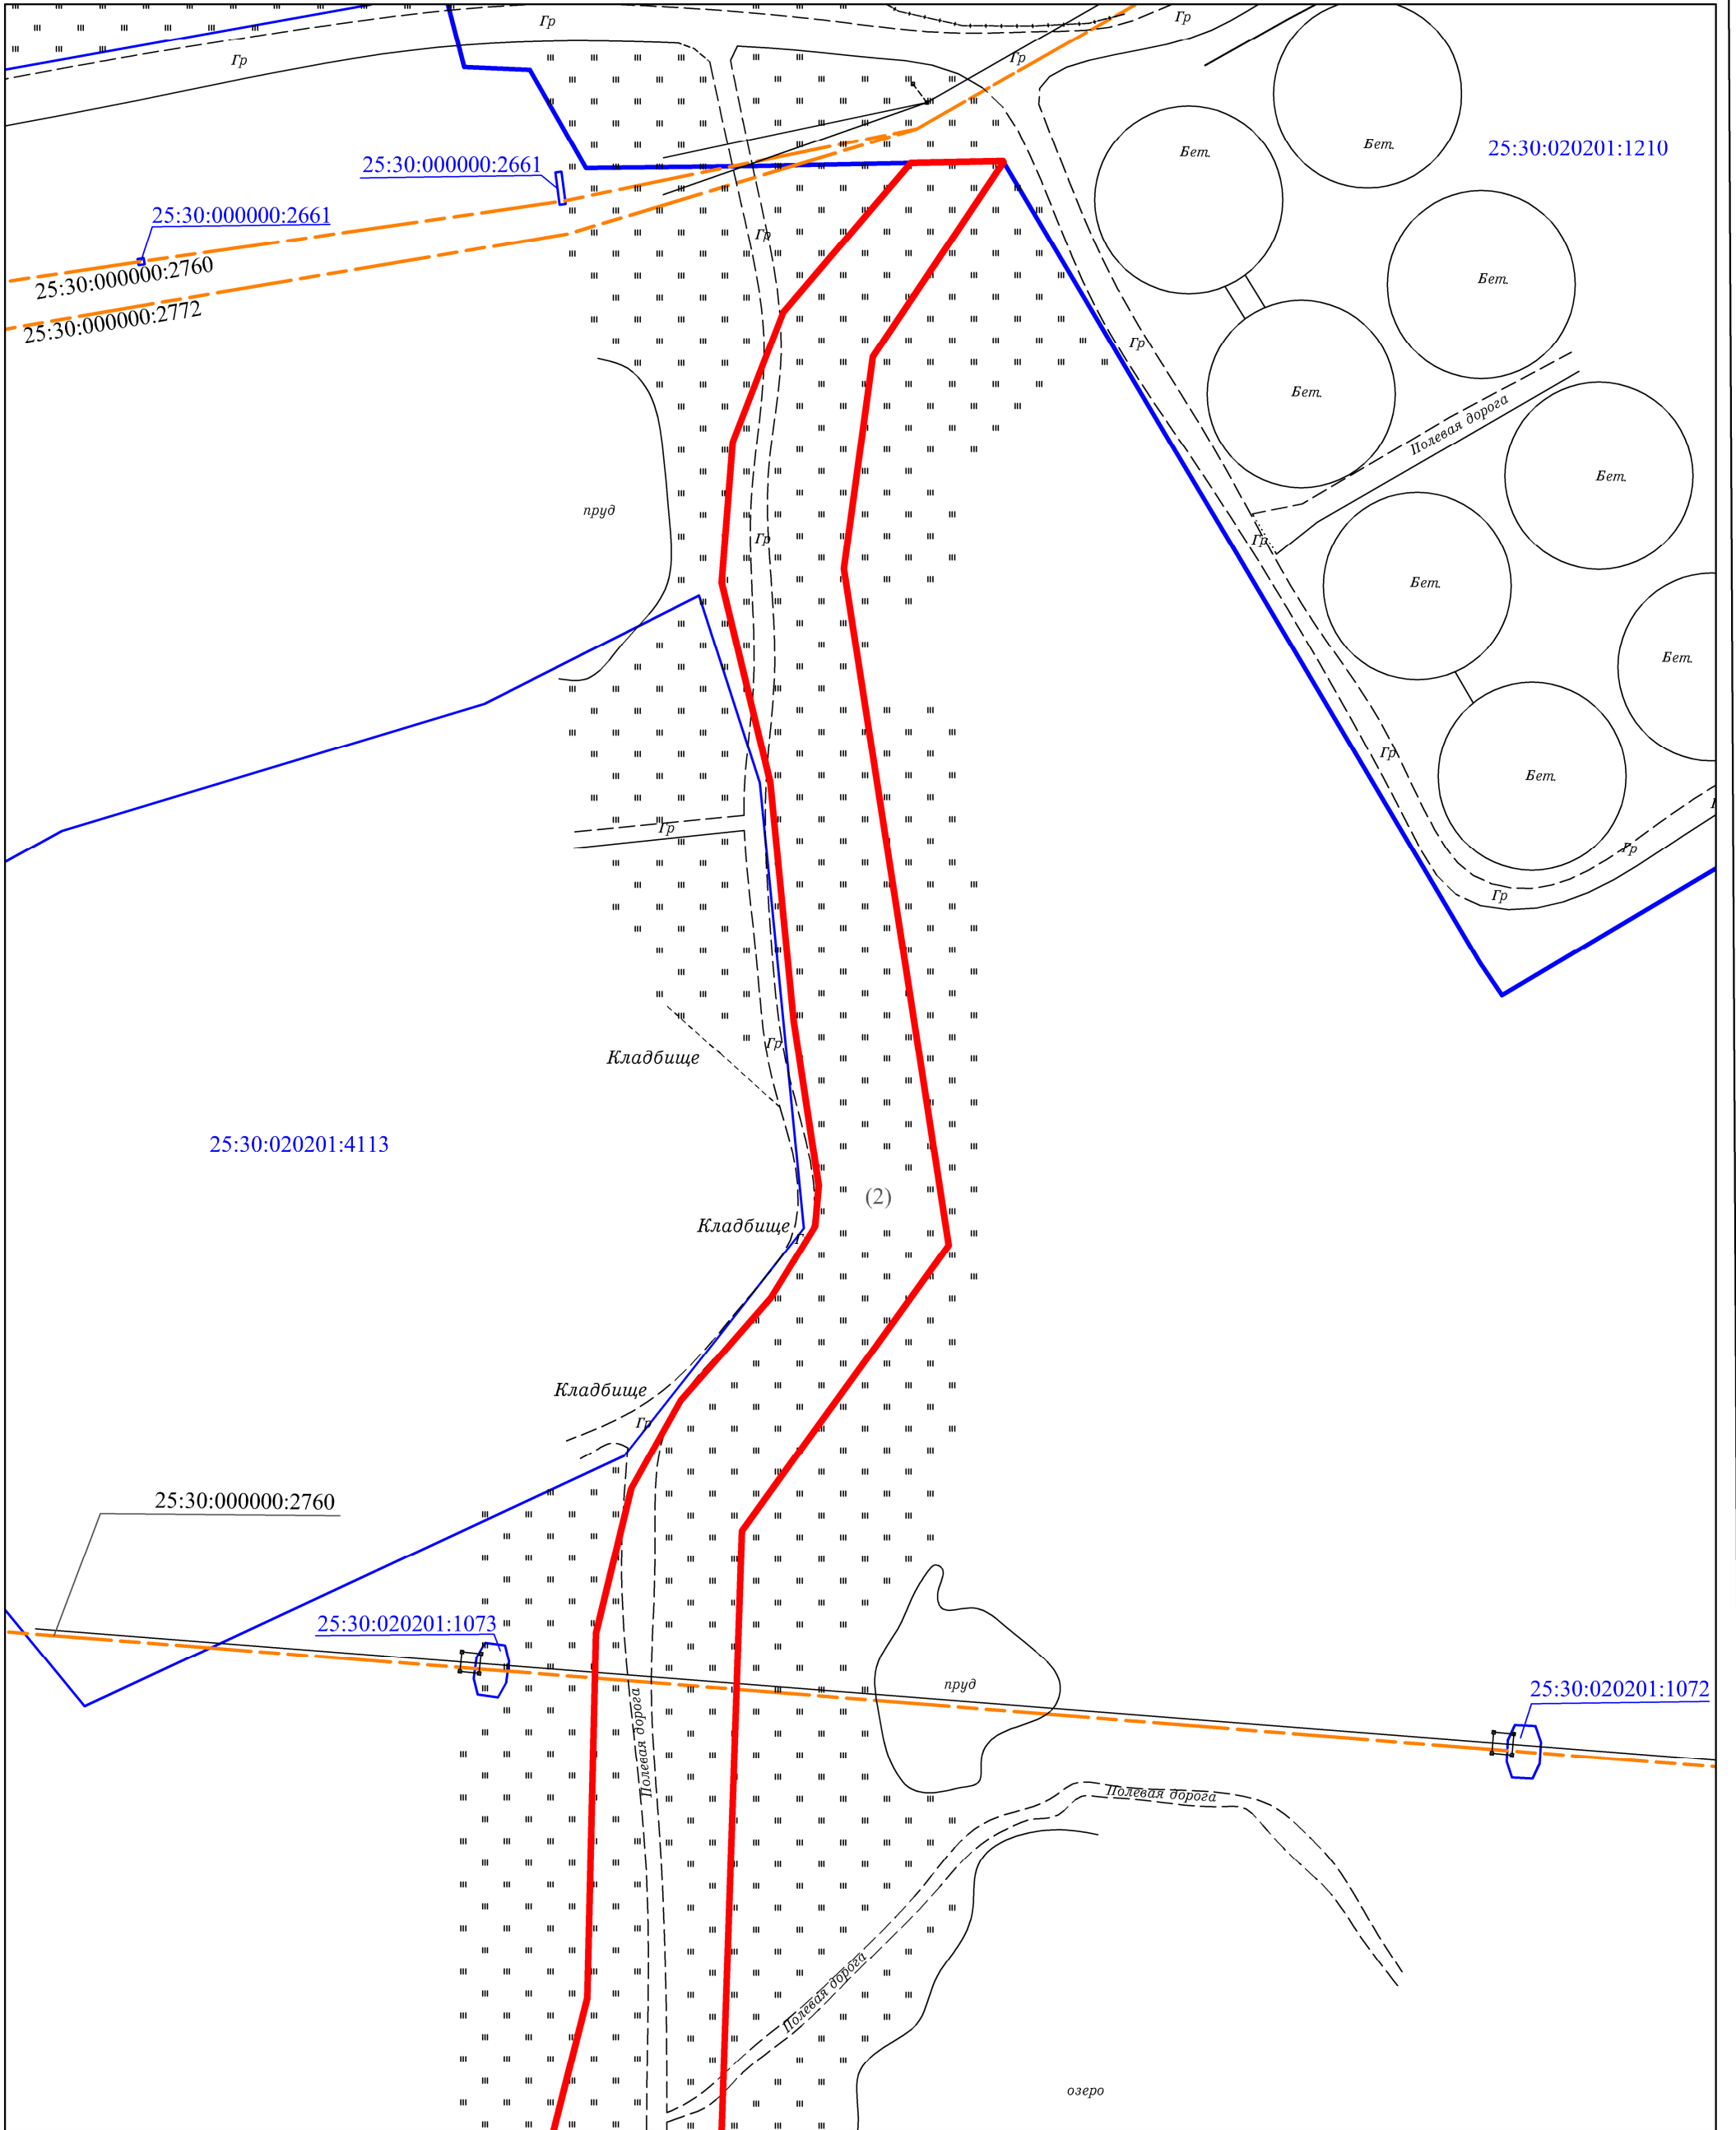 Гр
Гр
Гр
Гр
Бет.
Бет.
25:30:020201:1210
25:30:000000:2661
25:30:000000:2661
Гр
25:30:000000:2760
Бет.
25:30:000000:2772
Гр
Бет.
Полевая дорога
Бет.
пруд
Гр
Гр
Бет.
Бет.
Гр
Бет.
Гр
Гр
Гр
Гр
Кладбище
25:30:020201:4113
(2)
Кладбище
Кладбище
Гр
25:30:000000:2760
25:30:020201:1073
пруд
25:30:020201:1072
Полевая дорога
Полевая дорога
Полевая дорога
озеро